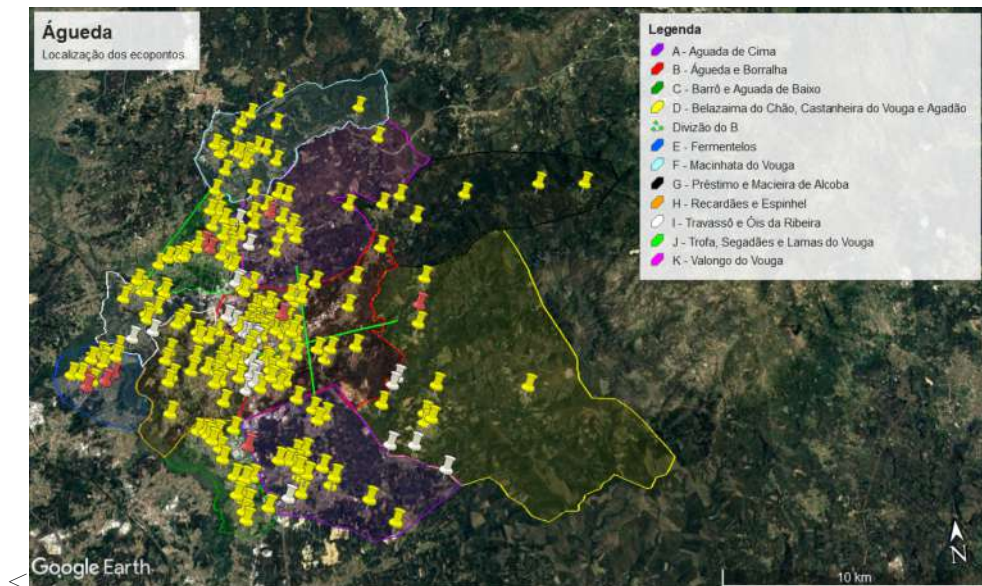 Águeda
Localização dos ecopontos
Legenda
A - Aguada de Cima
B - Águeda e Borralha
C - Barrô e Aguada de Baixo
D - Belazaima do Chão, Castanheira do Vouga e Agadão
Divizão do B
E - Fermentelos
F - Macinhata do Vouga
G - Préstimo e Macieira de Alcoba
H - Recardães e Espinhel
I - Travassô e Óis da Ribeira
J - Trofa, Segadães e Lamas do Vouga
K - Valongo do Vouga
N
Google Earth
10 km
<